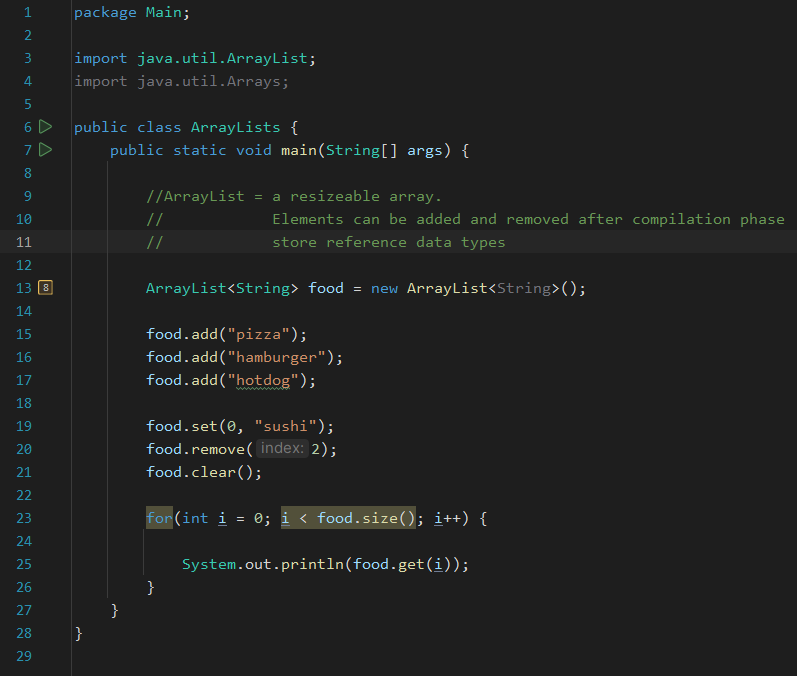 1 package Main;
2
3 import java.util.ArrayList;
4 import java.util.Arrays;
5
6 public class ArrayLists {
7 public static void main(String[] args) {
8
9 //ArrayList = a resizeable array.
10 // Elements can be added and removed after compilation phase
11 // store reference data types
12
13 8 ArrayList<String> food = new ArrayList<String>();
14
15 food.add("pizza");
16 food.add("hamburger");
17 food.add("hotdog");
18
19 food.set(0, "sushi");
20 food.remove( index: 2);
21 food.clear();
22
23 for(int i = 0; i < food.size(); i++) {
24
25 System.out.println(food.get(i));
26 }
27 }
28 }
29